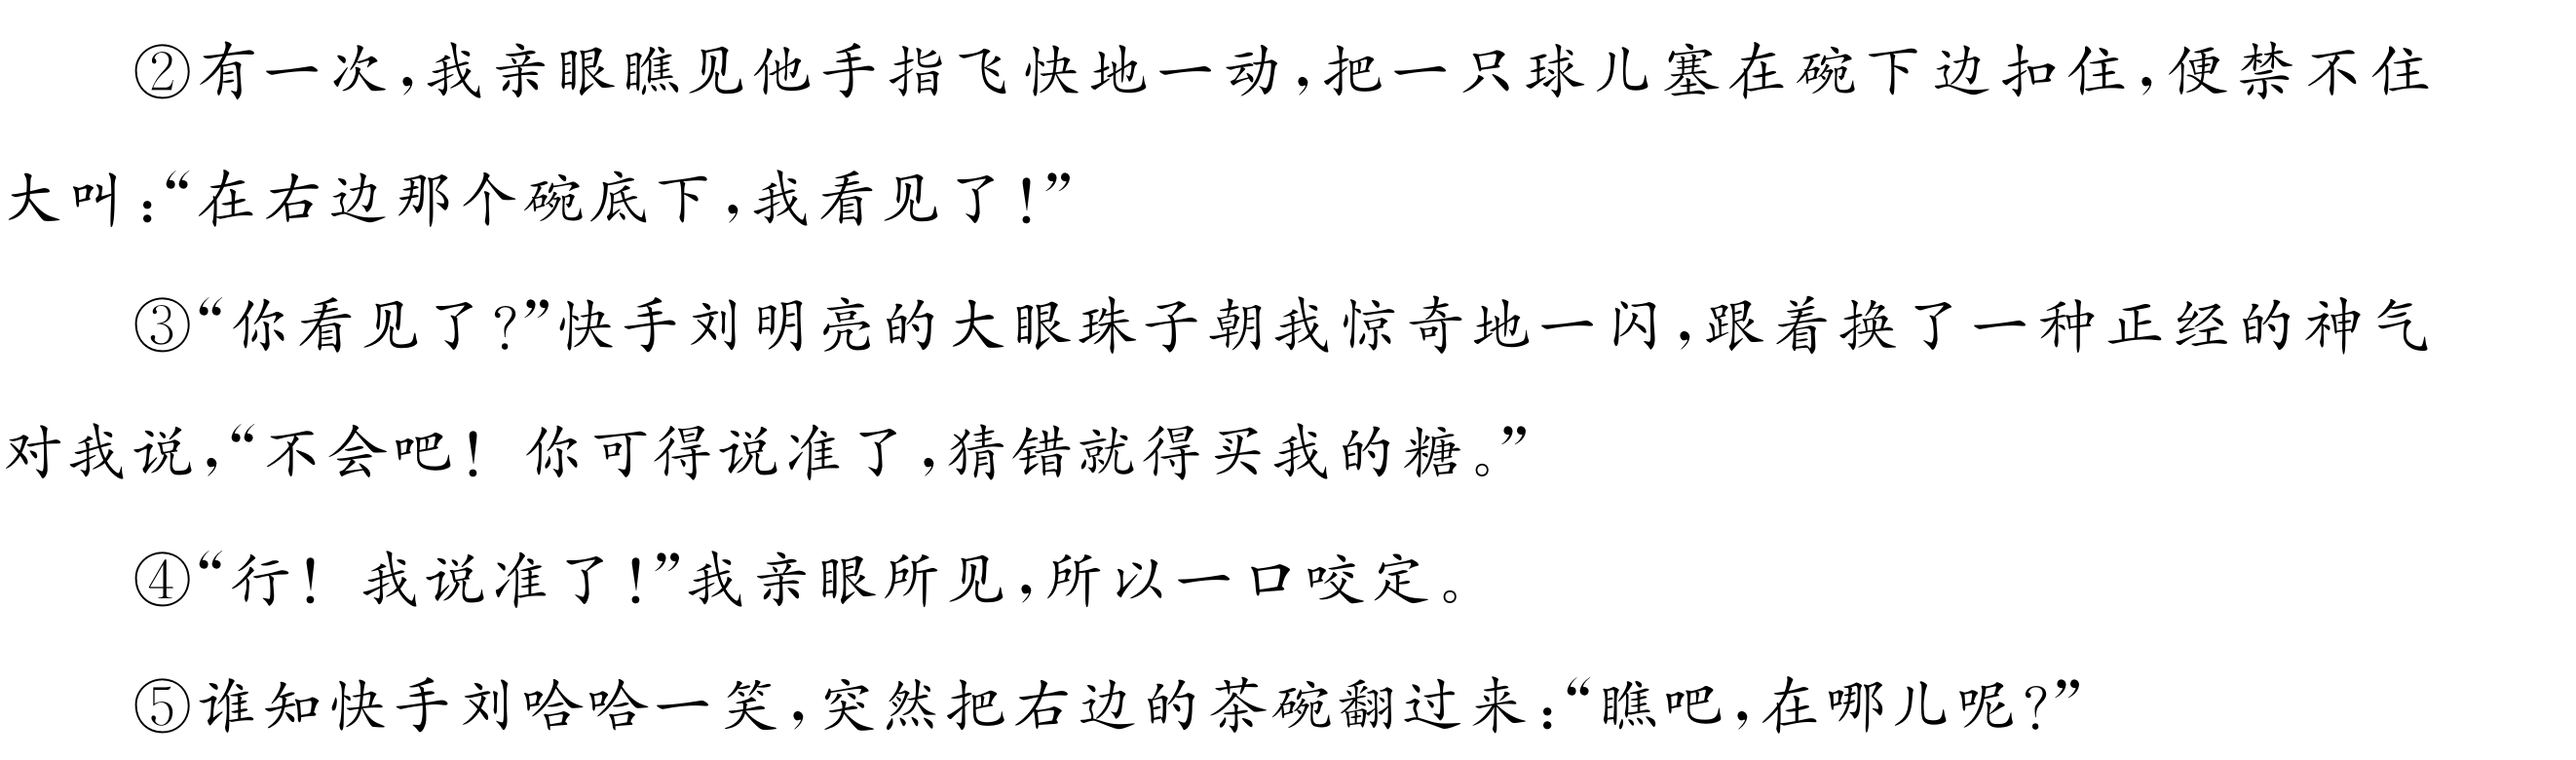 ②有一次,我亲眼瞧见他手指飞快地一动,把一只球儿塞在碗下边扣住,便禁不住
大叫:“在右边那个碗底下,我看见了!”
③“你看见了?”快手刘明亮的大眼珠子朝我惊奇地一闪,跟着换了一种正经的神气
对我说,“不会吧! 你可得说准了,猜错就得买我的糖。”
④“行! 我说准了!”我亲眼所见,所以一口咬定。
⑤谁知快手刘哈哈一笑,突然把右边的茶碗翻过来:“瞧吧,在哪儿呢?”